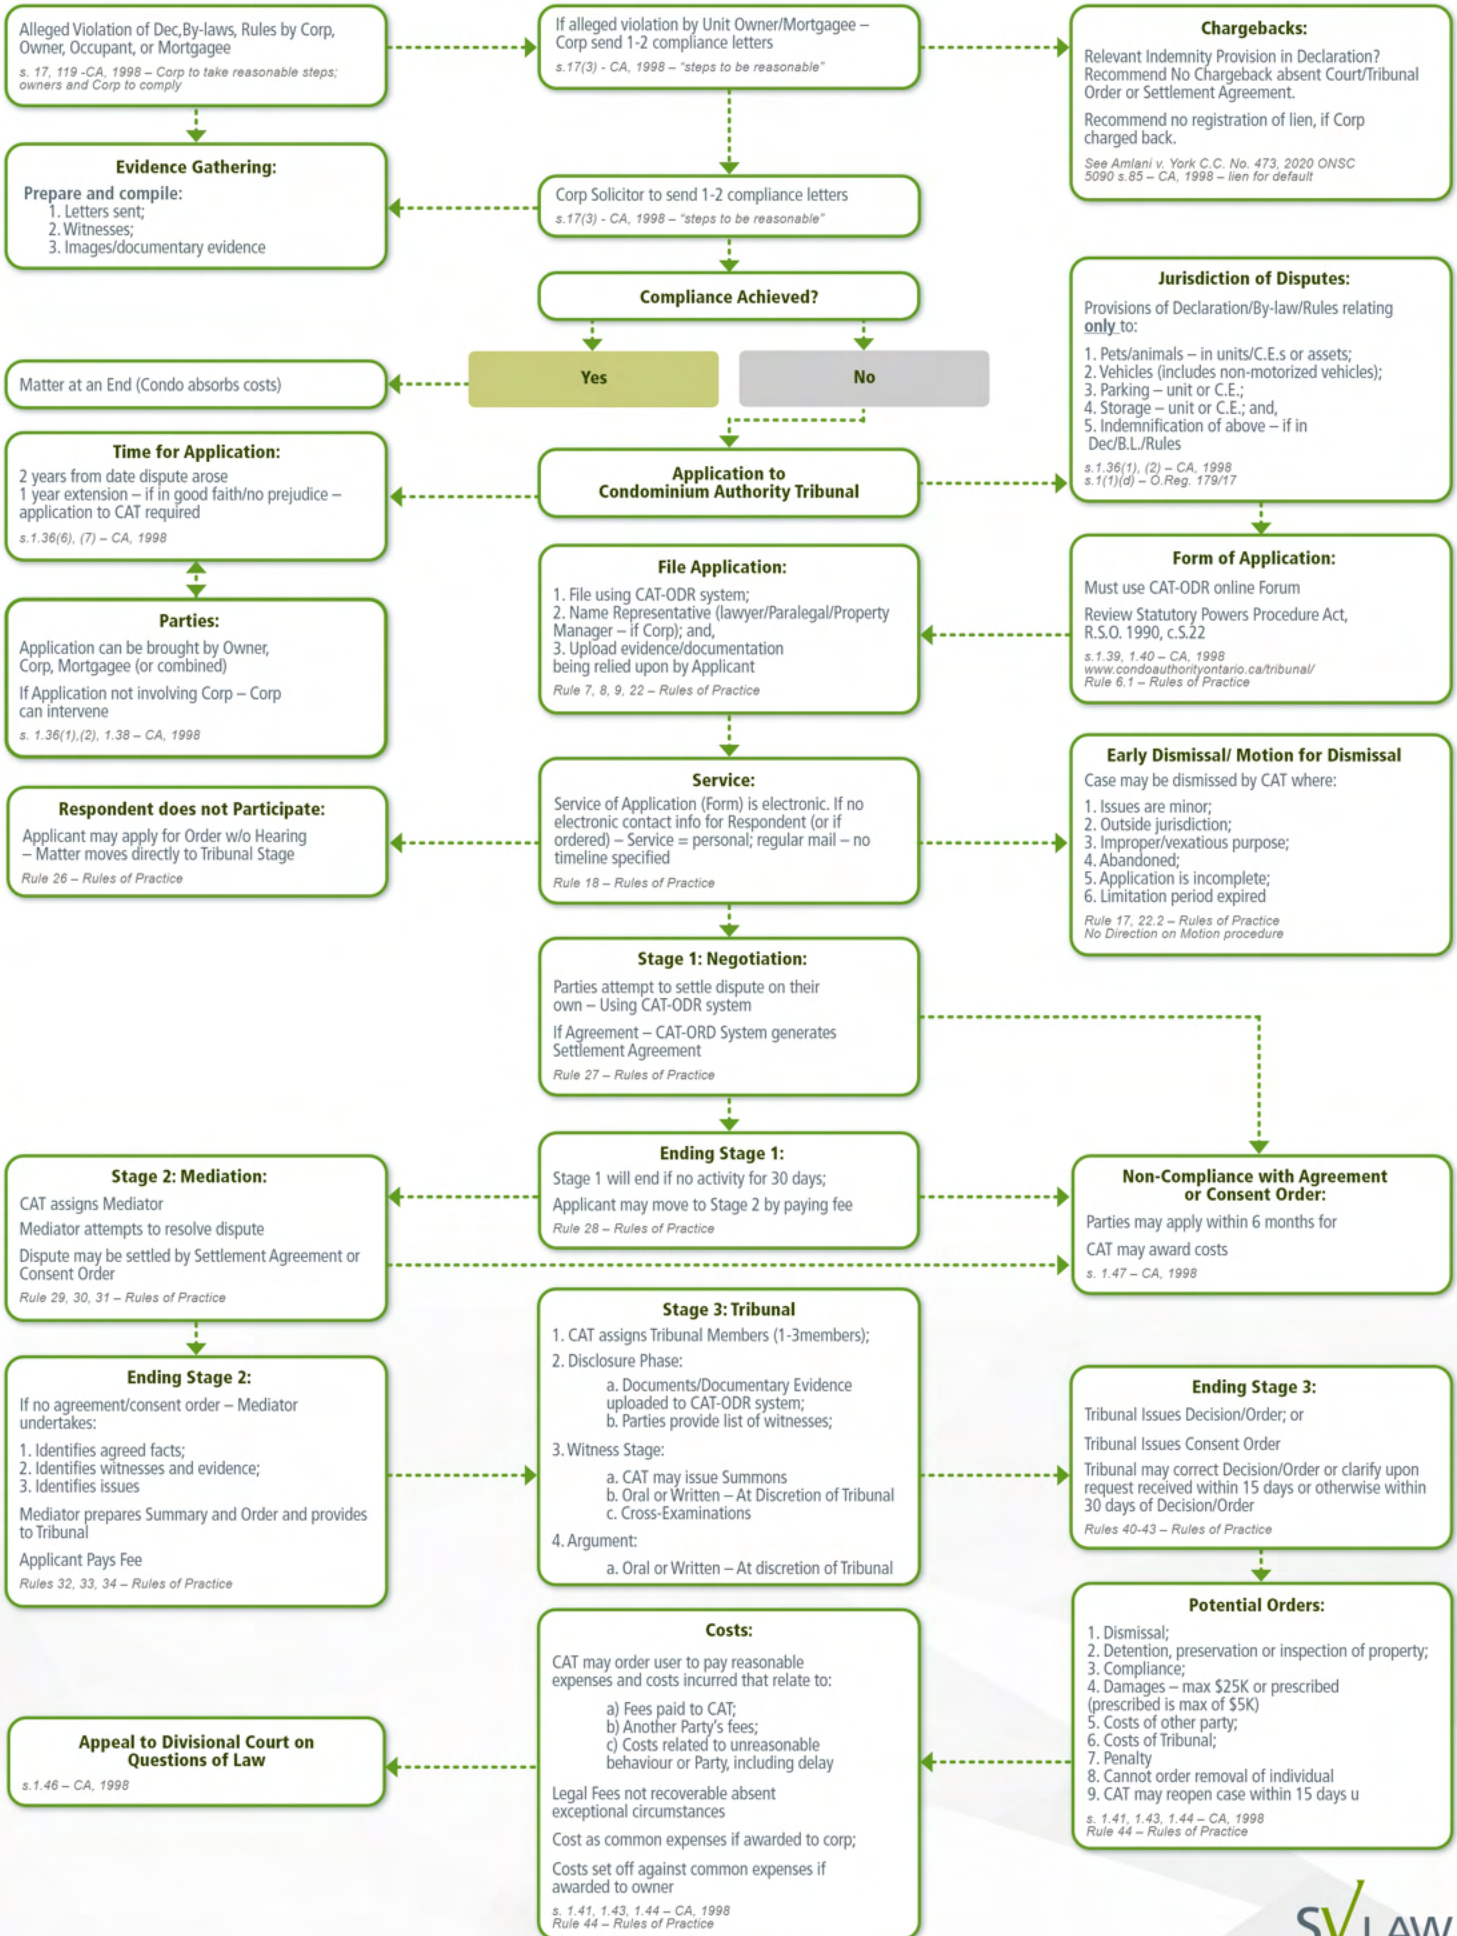 Alleged Violation of Dec,By-laws, Rules by Corp,
Owner, Occupant, or Mortgagee
s. 17, 119 -CA, 1998 – Corp to take reasonable steps;
owners and Corp to comply
If alleged violation by Unit Owner/Mortgagee –
Corp send 1-2 compliance letters
s.17(3) - CA, 1998 – "steps to be reasonable"
Chargebacks:
Relevant Indemnity Provision in Declaration?
Recommend No Chargeback absent Court/Tribunal
Order or Settlement Agreement.
Recommend no registration of lien, if Corp
charged back.
See Amlani v. York C.C. No. 473, 2020 ONSC
5090 s.85 – CA, 1998 – lien for default
Evidence Gathering:
Prepare and compile:
1. Letters sent;
2. Witnesses;
3. Images/documentary evidence
Corp Solicitor to send 1-2 compliance letters
s.17(3) - CA, 1998 – "steps to be reasonable"
Compliance Achieved?
Yes
No
Matter at an End (Condo absorbs costs)
Jurisdiction of Disputes:
Provisions of Declaration/By-law/Rules relating
only to:
1. Pets/animals – in units/C.E.s or assets;
2. Vehicles (includes non-motorized vehicles);
3. Parking – unit or C.E.;
4. Storage – unit or C.E.; and,
5. Indemnification of above – if in
Dec/B.L./Rules
s.1.36(1), (2) – CA, 1998
s.1(1)(d) – O.Reg. 179/17
Time for Application:
2 years from date dispute arose
1 year extension – if in good faith/no prejudice –
application to CAT required
s.1.36(6), (7) – CA, 1998
Application to
Condominium Authority Tribunal
Parties:
Application can be brought by Owner,
Corp, Mortgagee (or combined)
If Application not involving Corp – Corp
can intervene
s. 1.36(1),(2), 1.38 – CA, 1998
File Application:
1. File using CAT-ODR system;
2. Name Representative (lawyer/Paralegal/Property
Manager – if Corp); and,
3. Upload evidence/documentation
being relied upon by Applicant
Rule 7, 8, 9, 22 – Rules of Practice
Form of Application:
Must use CAT-ODR online Forum
Review Statutory Powers Procedure Act,
R.S.O. 1990, c.S.22
s.1.39, 1.40 – CA, 1998
www.condoauthorityontario.ca/tribunal/
Rule 6.1 – Rules of Practice
Respondent does not Participate:
Applicant may apply for Order w/o Hearing
– Matter moves directly to Tribunal Stage
Rule 26 – Rules of Practice
Service:
Service of Application (Form) is electronic. If no
electronic contact info for Respondent (or if
ordered) – Service = personal; regular mail – no
timeline specified
Rule 18 – Rules of Practice
Early Dismissal/ Motion for Dismissal
Case may be dismissed by CAT where:
1. Issues are minor;
2. Outside jurisdiction;
3. Improper/vexatious purpose;
4. Abandoned;
5. Application is incomplete;
6. Limitation period expired
Rule 17, 22.2 – Rules of Practice
No Direction on Motion procedure
Stage 1: Negotiation:
Parties attempt to settle dispute on their
own – Using CAT-ODR system
If Agreement – CAT-ORD System generates
Settlement Agreement
Rule 27 – Rules of Practice
Ending Stage 1:
Stage 1 will end if no activity for 30 days;
Applicant may move to Stage 2 by paying fee
Rule 28 – Rules of Practice
Stage 2: Mediation:
CAT assigns Mediator
Mediator attempts to resolve dispute
Dispute may be settled by Settlement Agreement or
Consent Order
Rule 29, 30, 31 – Rules of Practice
Non-Compliance with Agreement
or Consent Order:
Parties may apply within 6 months for
CAT may award costs
s. 1.47 – CA, 1998
Ending Stage 2:
If no agreement/consent order – Mediator
undertakes:
1. Identifies agreed facts;
2. Identifies witnesses and evidence;
3. Identifies issues
Mediator prepares Summary and Order and provides
to Tribunal
Applicant Pays Fee
Rules 32, 33, 34 – Rules of Practice
Stage 3: Tribunal
1. CAT assigns Tribunal Members (1-3members);
2. Disclosure Phase:
a. Documents/Documentary Evidence
uploaded to CAT-ODR system;
b. Parties provide list of witnesses;
3. Witness Stage:
a. CAT may issue Summons
b. Oral or Written – At Discretion of Tribunal
c. Cross-Examinations
4. Argument:
a. Oral or Written – At discretion of Tribunal
Ending Stage 3:
Tribunal Issues Decision/Order; or
Tribunal Issues Consent Order
Tribunal may correct Decision/Order or clarify upon
request received within 15 days or otherwise within
30 days of Decision/Order
Rules 40-43 – Rules of Practice
Potential Orders:
1. Dismissal;
2. Detention, preservation or inspection of property;
3. Compliance;
4. Damages – max $25K or prescribed
(prescribed is max of $5K)
5. Costs of other party;
6. Costs of Tribunal;
7. Penalty
8. Cannot order removal of individual
9. CAT may reopen case within 15 days u
s. 1.41, 1.43, 1.44 – CA, 1998
Rule 44 – Rules of Practice
Costs:
CAT may order user to pay reasonable
expenses and costs incurred that relate to:
a) Fees paid to CAT;
b) Another Party's fees;
c) Costs related to unreasonable
behaviour or Party, including delay
Legal Fees not recoverable absent
exceptional circumstances
Cost as common expenses if awarded to corp;
Costs set off against common expenses if
awarded to owner
s. 1.41, 1.43, 1.44 – CA, 1998
Rule 44 – Rules of Practice
Appeal to Divisional Court on
Questions of Law
s.1.46 – CA, 1998
SV LAW